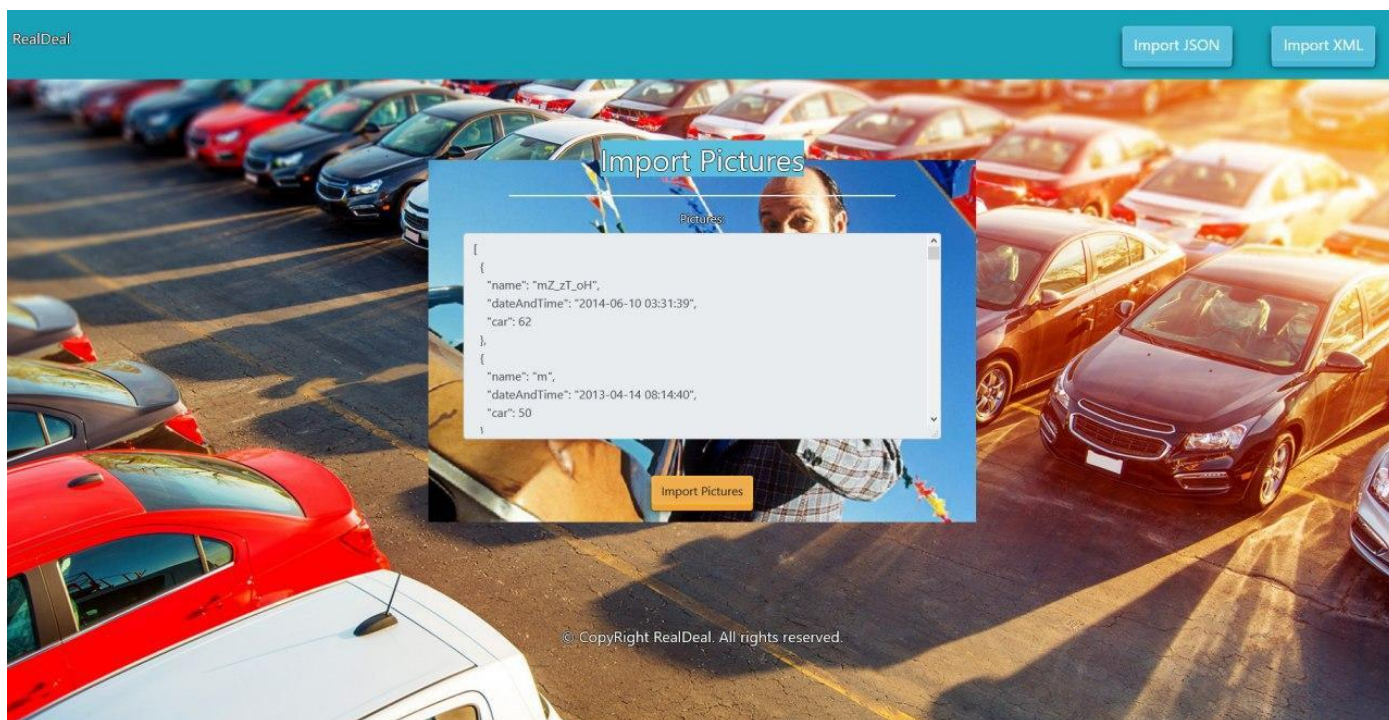 RealDeal
Import JSON
Import XML
Import Pictures
Pictures:
[
{
"name": "mZ_zT_oH",
"dateAndTime": "2014-06-10 03:31:39",
"car": 62
},
{
"name": "m",
"dateAndTime": "2013-04-14 08:14:40",
"car": 50
}
Import Pictures
© CopyRight RealDeal. All rights reserved.